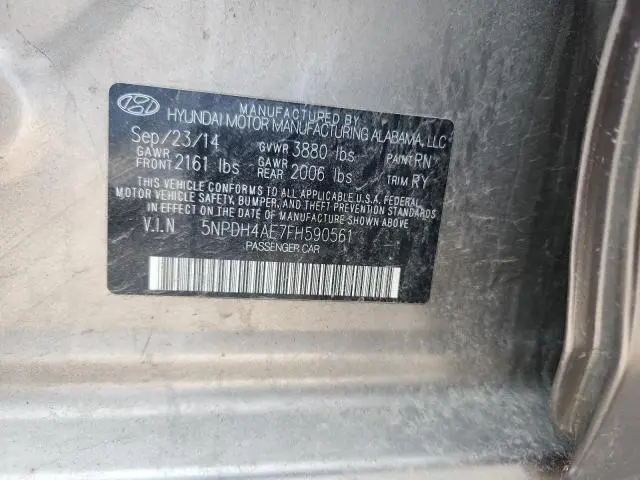 MANUFACTURED BY
HYUNDAI MOTOR MANUFACTURING ALABAMA, LLC
Sep/23/14 GVWR 3880 lbs PAINT RN
GAWR FRONT 2161 lbs GAWR REAR 2006 lbs TRIM RY
THIS VEHICLE CONFORMS TO ALL APPLICABLE U.S.A. FEDERAL
MOTOR VEHICLE SAFETY, BUMPER, AND THEFT PREVENTION STANDARDS
IN EFFECT ON THE DATE OF MANUFACTURE SHOWN ABOVE.
V.I.N 5NPDH4AE7FH590561
PASSENGER CAR